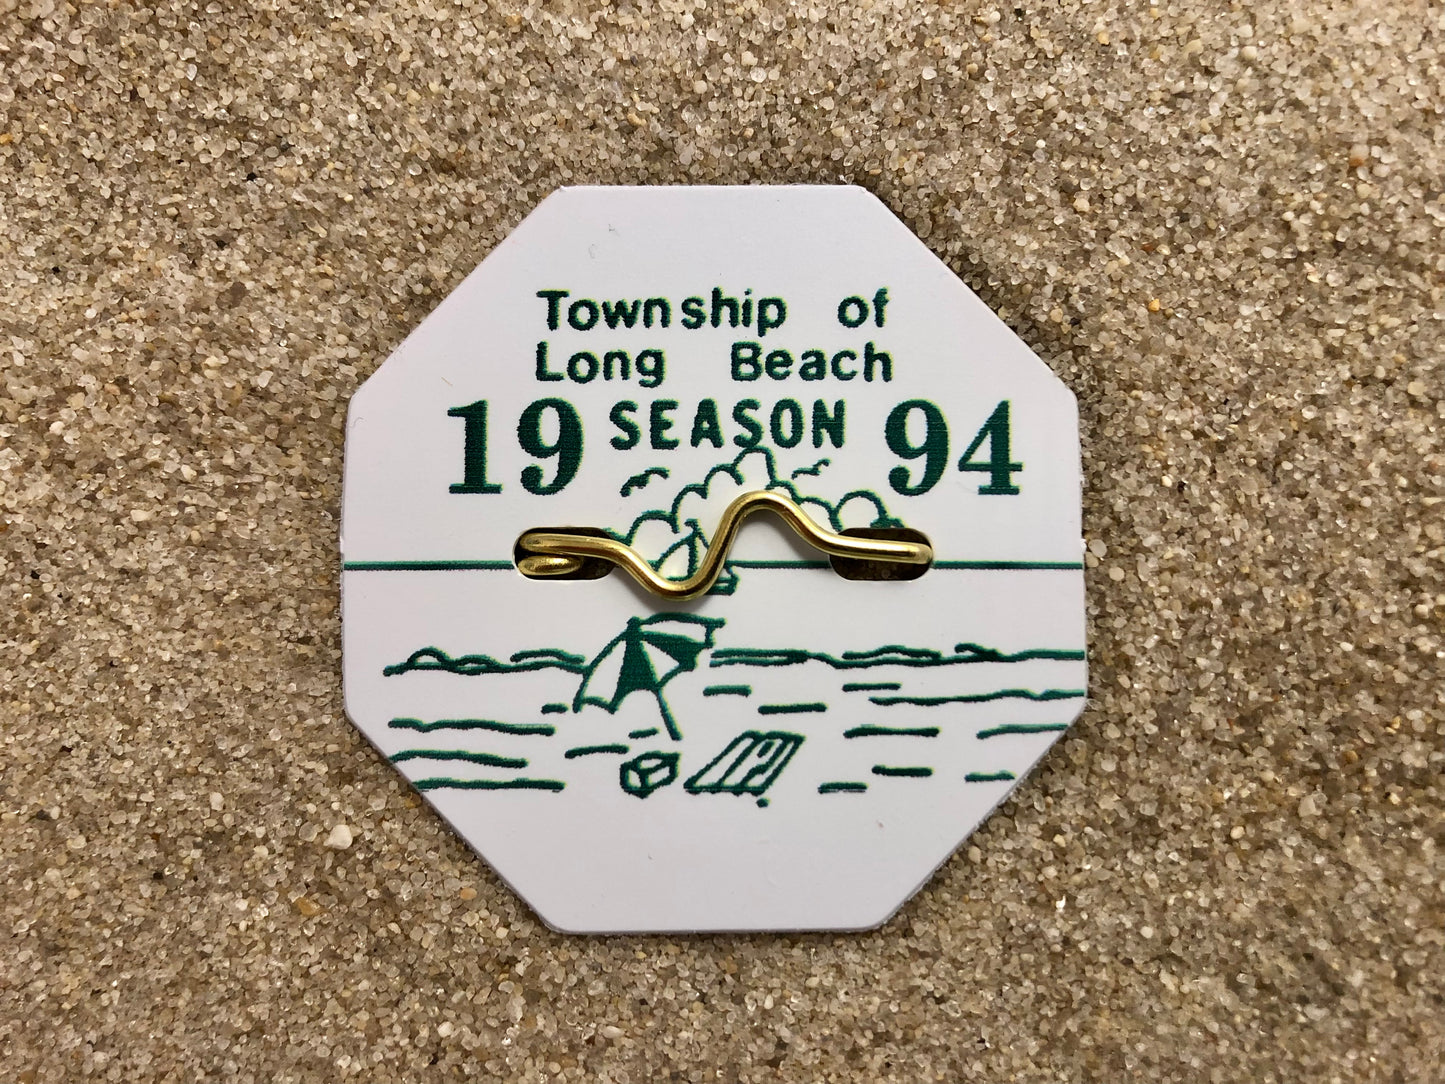 Township of
Long Beach
19 SEASON 94